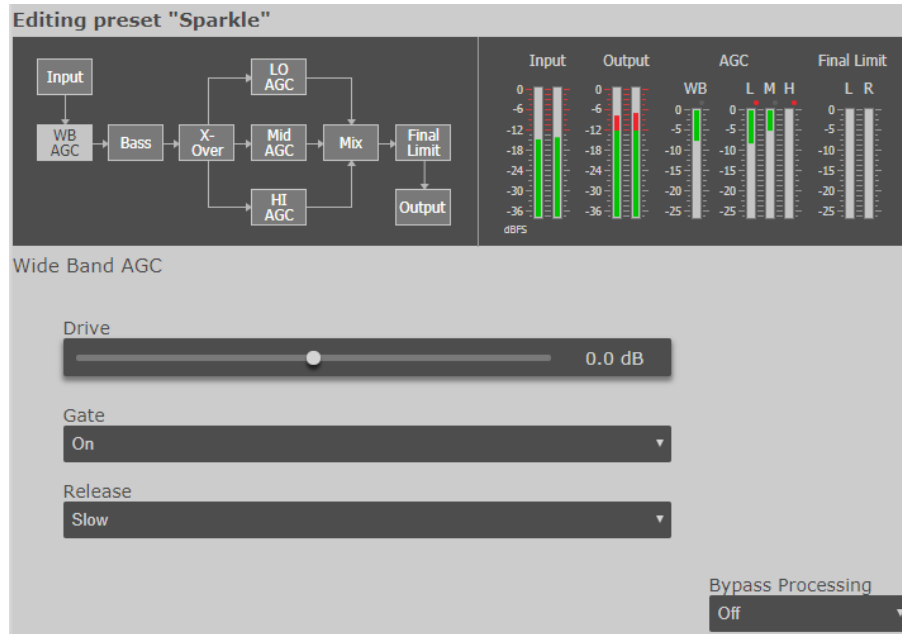 Editing preset "Sparkle"
Input
WB
AGC
Bass
X-
Over
LO
AGC
Mid
AGC
HI
AGC
Mix
Final
Limit
Output
Input
0
-6
-12
-18
-24
-30
-36
dBFS
Output
0
-6
-12
-18
-24
-30
-36
AGC
WB
0
-5
-10
-15
-20
-25
L M H
0
-5
-10
-15
-20
-25
Final Limit
L R
0
-5
-10
-15
-20
-25
Wide Band AGC
Drive
0.0 dB
Gate
On
Release
Slow
Bypass Processing
Off